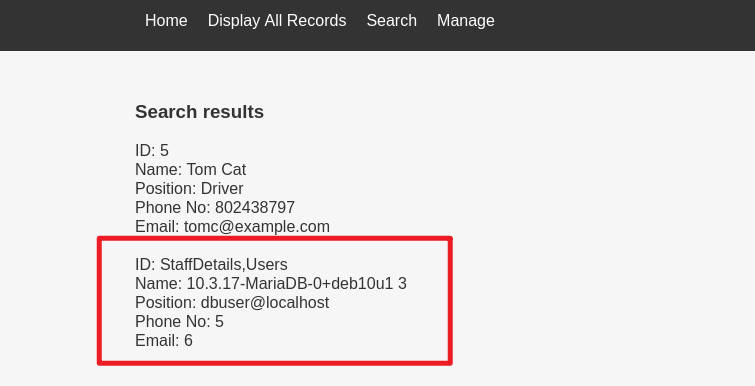 Home Display All Records Search Manage
Search results
ID: 5
Name: Tom Cat
Position: Driver
Phone No: 802438797
Email: tomc@example.com
ID: StaffDetails,Users
Name: 10.3.17-MariaDB-0+deb10u1 3
Position: dbuser@localhost
Phone No: 5
Email: 6